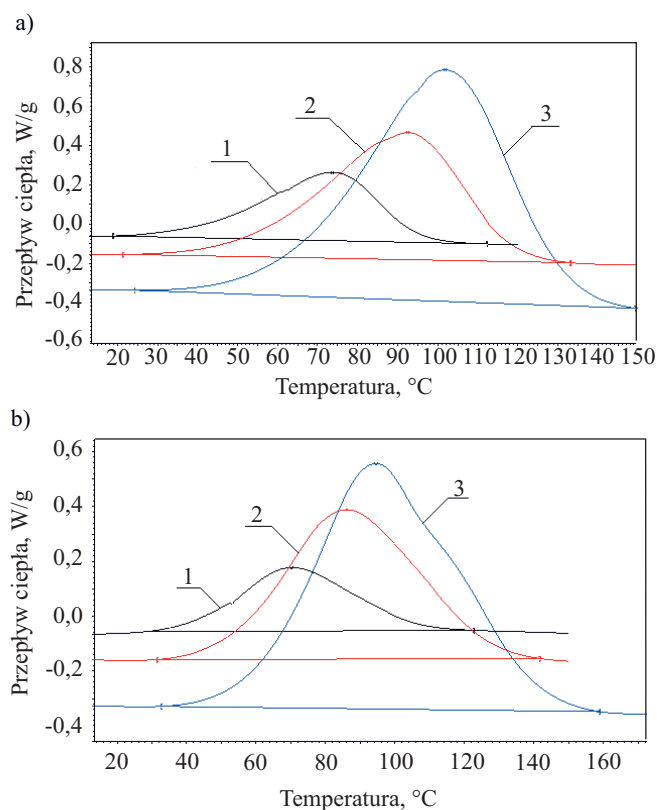 a)
0,8
0,6
0,4
0,2
0,0
-0,2
-0,4
-0,6
Przepływ ciepła, W/g
1
2
3
20 30 40 50 60 70 80 90 100 110 120 130 140 150
Temperatura, °C
b)
0,6
0,4
0,2
0,0
-0,2
-0,4
Przepływ ciepła, W/g
1
2
3
20 40 60 80 100 120 140 160
Temperatura, °C